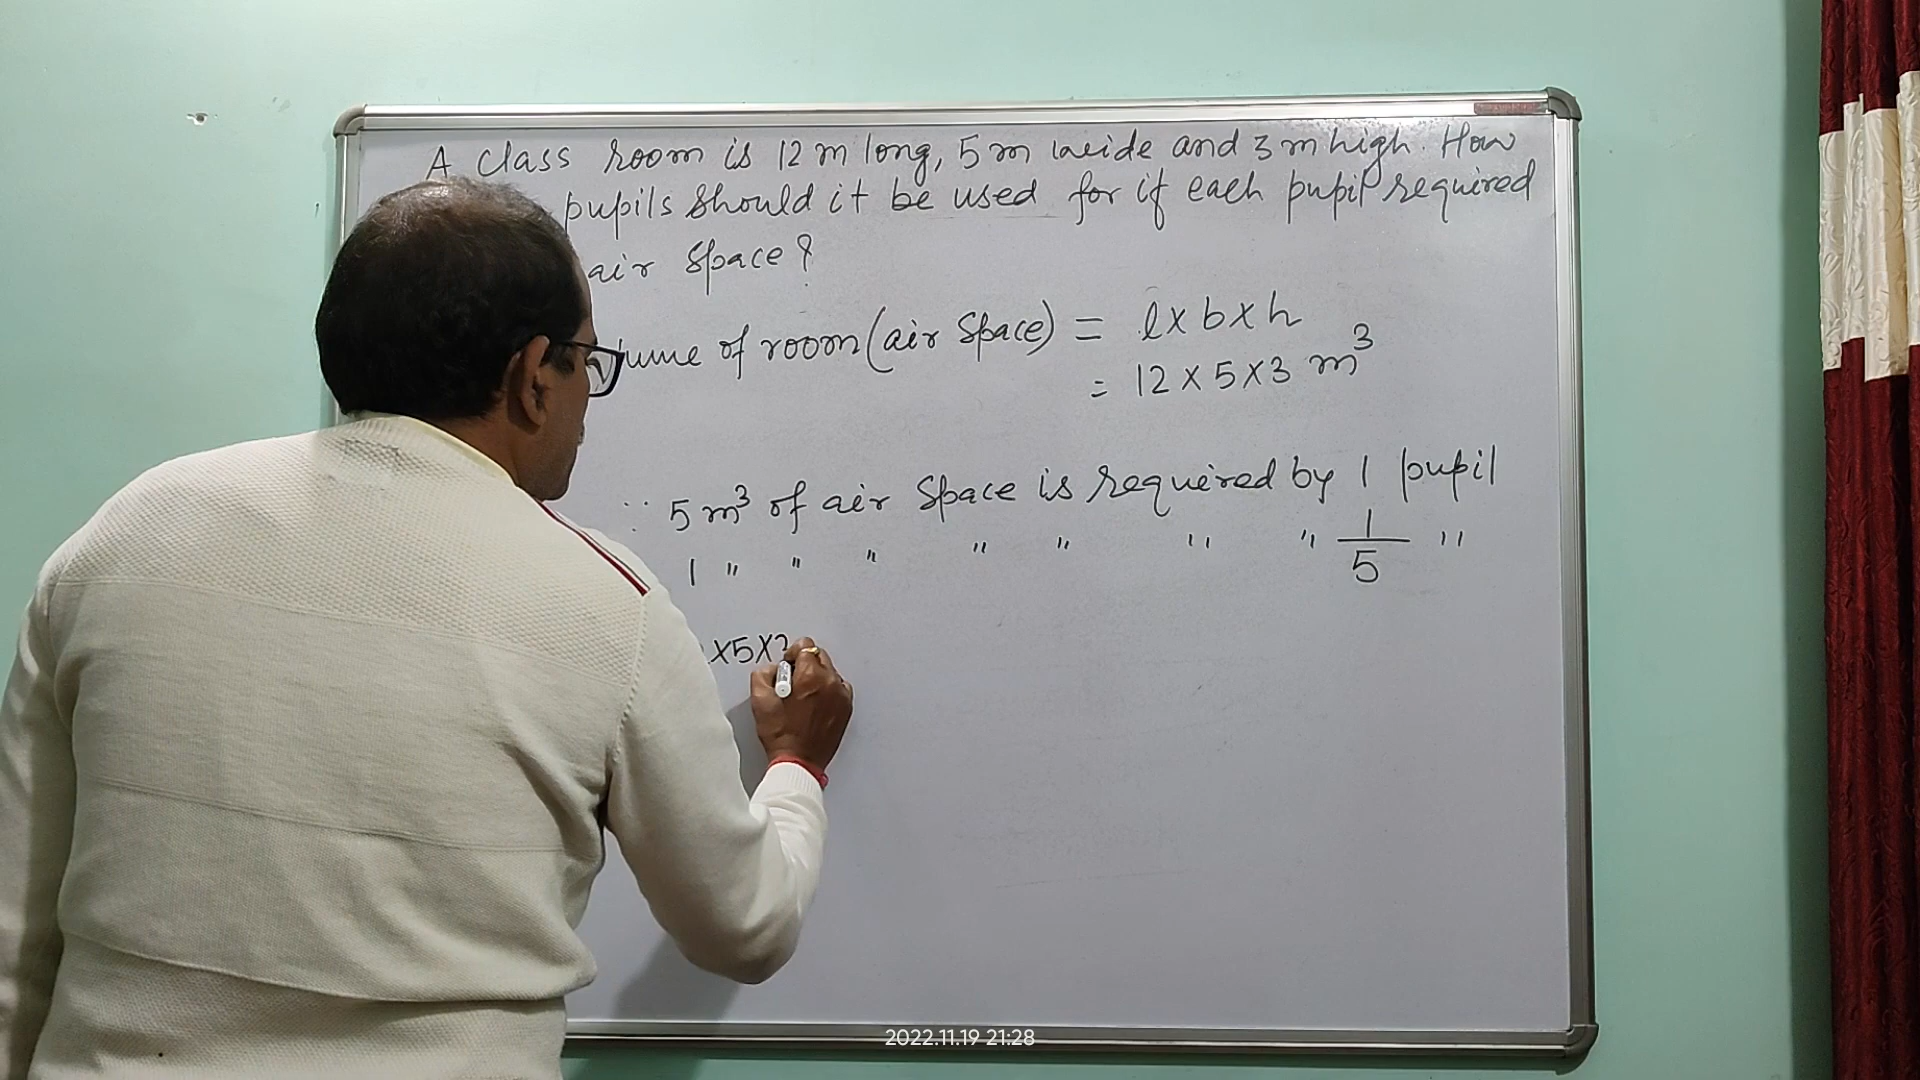 A class room is 12 m long, 5 m wide and 3 m high. How
pupils should it be used for if each pupil required
air space?
ume of room (air space) = l x b x h
= 12 x 5 x 3 m³
∵ 5 m³ of air space is required by 1 pupil
1 " " " " " " " 1/5 "
x5x3
2022.11.19 21:28